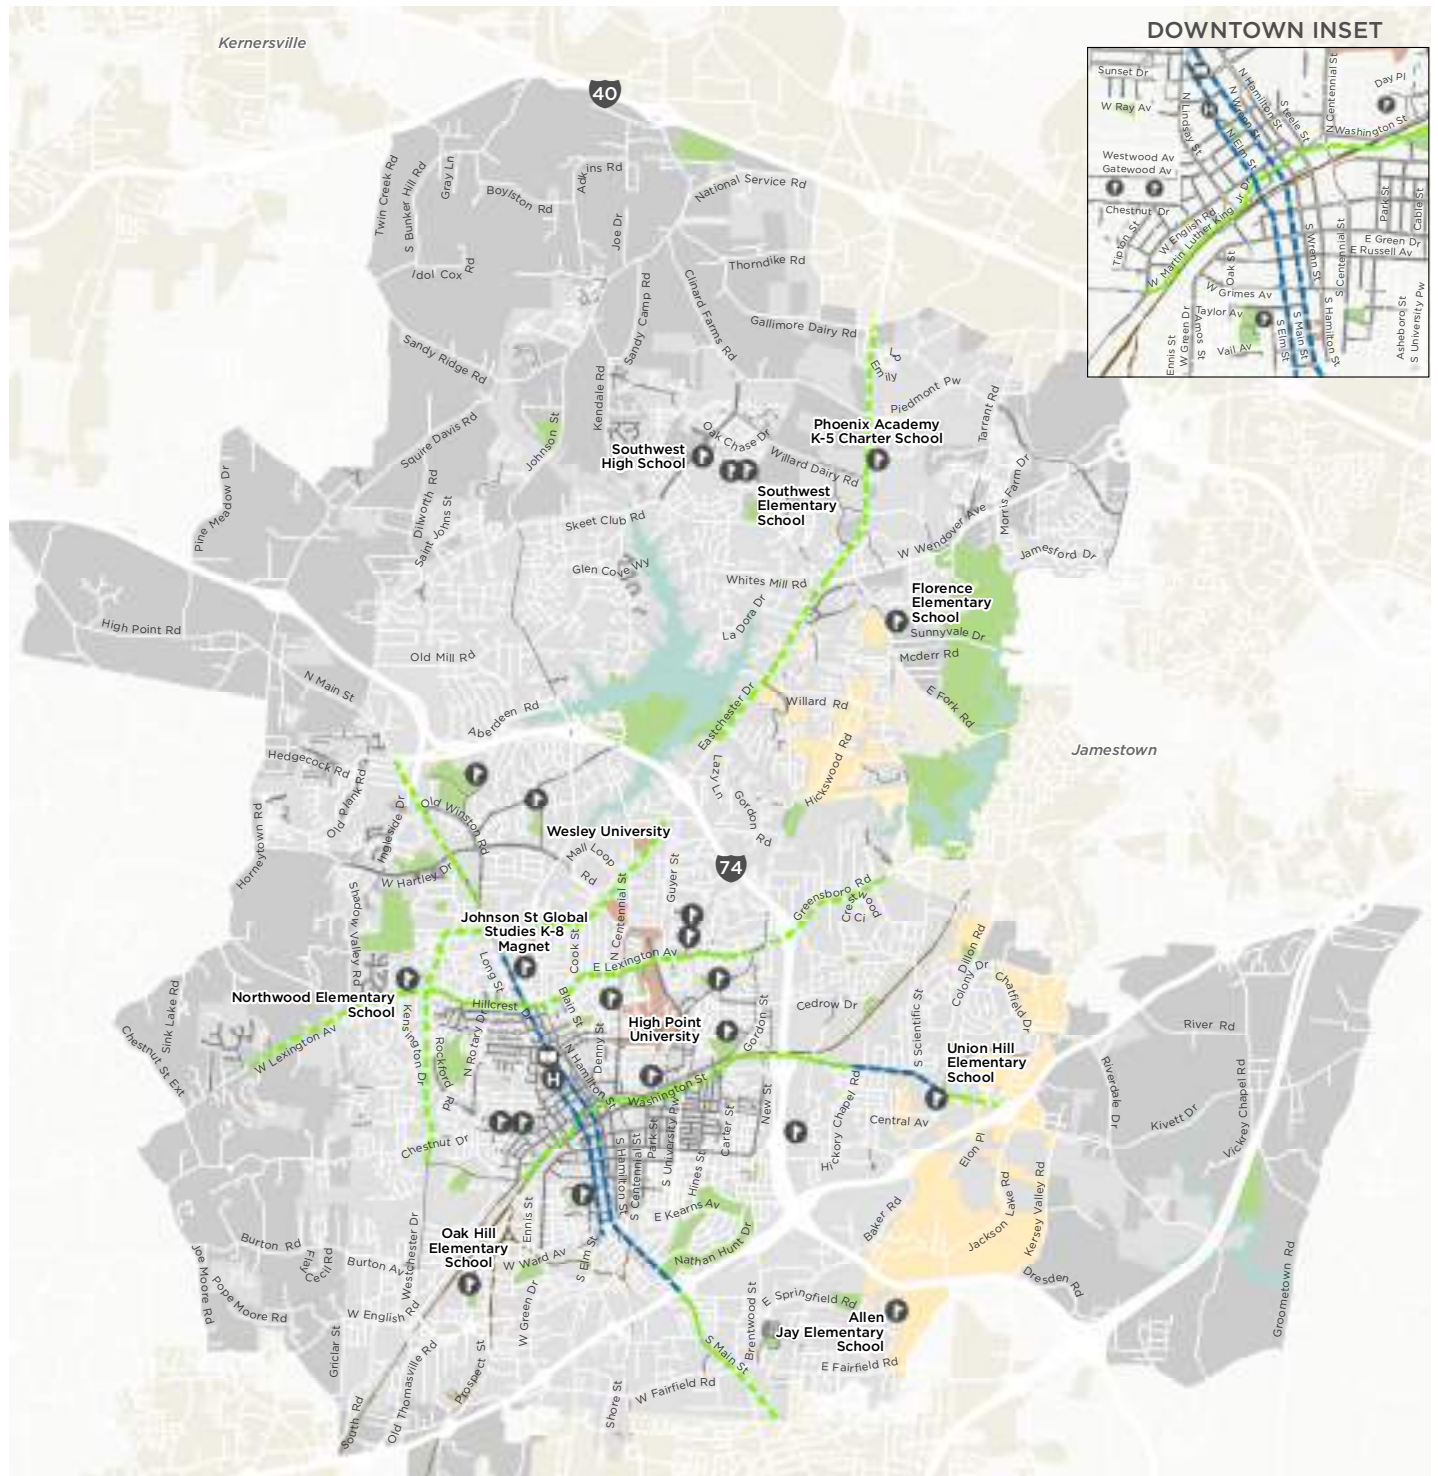 Kernersville
DOWNTOWN INSET
40
Sunset Dr
W Ray Av
N Lindsay St
N Hamilton St
N Wrenn St
N Elm St
S Steele St
N Centennial St
Day Pl
Washington St
Westwood Av
Gatewood Av
Chestnut Dr
Tipton St
W English Rd
W Martin Luther King Jr Dr
Park St
Cable St
E Green Dr
E Russell Av
S Wrenn St
S Centennial St
Oak St
W Grimes Av
Taylor Av
Vail Av
Ennis St
W Green Dr
Amos St
S Elm St
S Main St
S Hamilton St
Asheboro St
S University Pw
Twin Creek Rd
S Bunker Hill Rd
Gray Ln
Boylston Rd
Adkins Rd
Joe Dr
National Service Rd
Idol Cox Rd
Thorndike Rd
Sandy Camp Rd
Clinard Farms Rd
Gallimore Dairy Rd
Sandy Ridge Rd
Emily Lp
Kendale Rd
Piedmont Pw
Tarrant Rd
Squire Davis Rd
Johnson St
Oak Chase Dr
Willard Dairy Rd
Phoenix Academy
K-5 Charter School
Southwest
High School
Southwest
Elementary
School
Pine Meadow Dr
Dilworth Rd
Saint Johns St
Skeet Club Rd
Morris Farm Dr
W Wendover Ave
Jamesford Dr
Glen Cove Wy
Whites Mill Rd
La Dora Dr
Florence
Elementary
School
Sunnyvale Dr
Mcderr Rd
E Fork Rd
High Point Rd
Old Mill Rd
N Main St
Aberdeen Rd
Eastchester Dr
Willard Rd
Hickswood Rd
Jamestown
Hedgecock Rd
Old Plank Rd
Ingleside Dr
Old Winston Rd
Lazy Ln
Gordon Rd
Horneytown Rd
Wesley University
Mall Loop Rd
W Hartley Dr
Guyer St
74
Shadow Valley Rd
Johnson St Global
Studies K-8
Magnet
N Centennial St
Cook St
Greensboro Rd
Crestwood Ci
E Lexington Av
Long St
Dillon Rd
Colony Dr
Chatfield Dr
Northwood Elementary
School
Hillcrest Dr
Blain St
High Point
University
Cedrow Dr
Gordon St
S Scientific St
Sink Lake Rd
Chestnut St Ext
W Lexington Av
Kensington Dr
Rockford Rd
N Rotary Dr
Denny St
N Hamilton St
H
Washington St
Union Hill
Elementary
School
River Rd
Riverdale Dr
Kivett Dr
Vickrey Chapel Rd
Chestnut Dr
S Hamilton St
S Centennial St
Park St
S University Pw
Hines St
Carter St
New St
Hickory Chapel Rd
Central Av
Elon Pl
E Kearns Av
Nathan Hunt Dr
Baker Rd
Jackson Lake Rd
Kersey Valley Rd
Oak Hill
Elementary
School
Ennis St
W Ward Av
S Elm St
Burton Rd
Flay Cecil Rd
Burton Av
Westchester Dr
Joe Moore Rd
Pope Moore Rd
W English Rd
W Green Dr
Griclar St
South Rd
Old Thomasville Rd
Prospect St
Shore St
W Fairfield Rd
S Main St
Brentwood St
E Springfield Rd
Allen
Jay Elementary
School
E Fairfield Rd
Dresden Rd
Groometown Rd